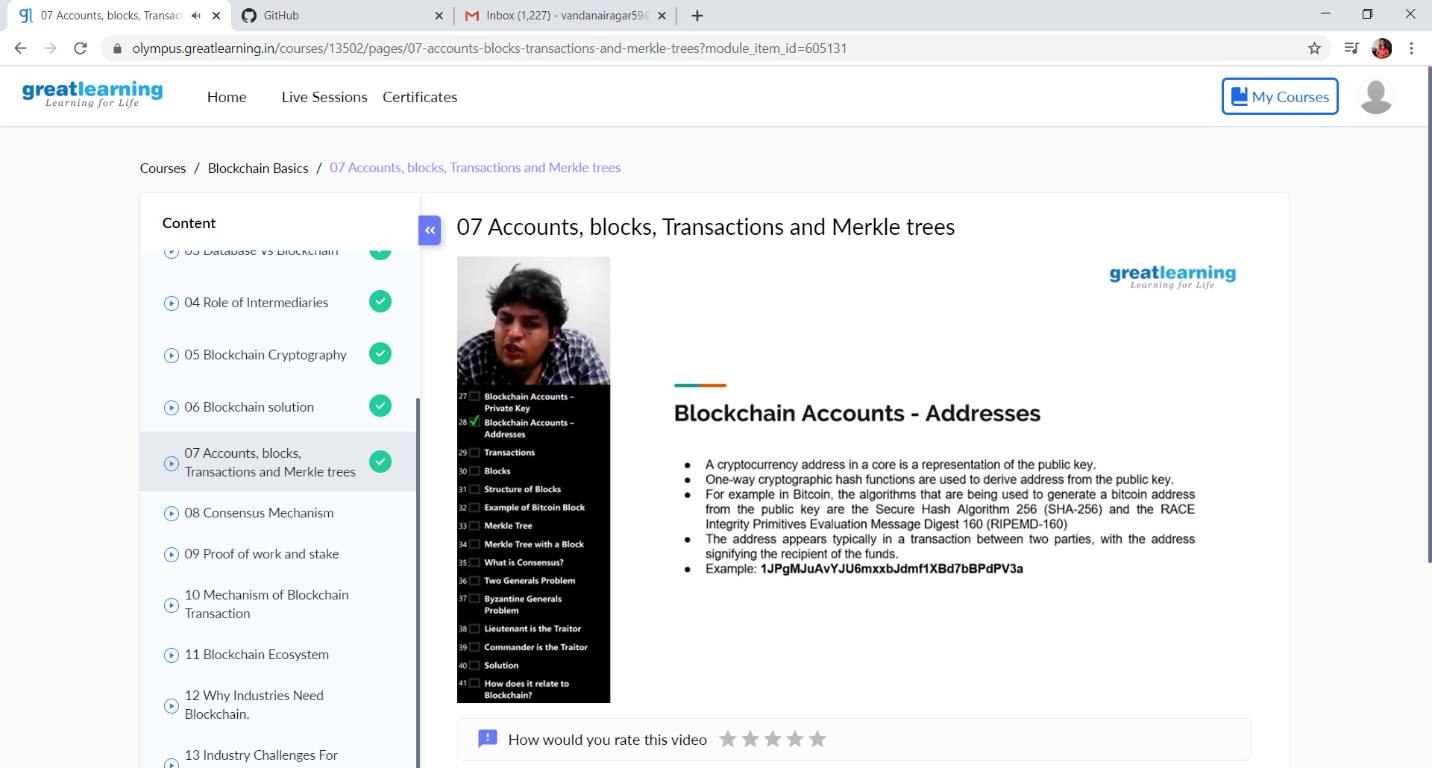 07 Accounts, blocks, Transact
GitHub
Inbox (1,227) - vandanairagar59@
olympus.greatlearning.in/courses/13502/pages/07-accounts-blocks-transactions-and-merkle-trees?module_item_id=605131
greatlearning
Learning for Life
Home
Live Sessions
Certificates
My Courses
Courses / Blockchain Basics / 07 Accounts, blocks, Transactions and Merkle trees
Content
03 Database Vs Blockchain
04 Role of Intermediaries
05 Blockchain Cryptography
06 Blockchain solution
07 Accounts, blocks,
Transactions and Merkle trees
08 Consensus Mechanism
09 Proof of work and stake
10 Mechanism of Blockchain
Transaction
11 Blockchain Ecosystem
12 Why Industries Need
Blockchain.
13 Industry Challenges For
07 Accounts, blocks, Transactions and Merkle trees
27 Blockchain Accounts –
Private Key
28 Blockchain Accounts –
Addresses
29 Transactions
30 Blocks
31 Structure of Blocks
32 Example of Bitcoin Block
33 Merkle Tree
34 Merkle Tree with a Block
35 What is Consensus?
36 Two Generals Problem
37 Byzantine Generals
Problem
38 Lieutenant is the Traitor
39 Commander is the Traitor
40 Solution
41 How does it relate to
Blockchain?
greatlearning
Learning for Life
Blockchain Accounts - Addresses
● A cryptocurrency address in a core is a representation of the public key.
● One-way cryptographic hash functions are used to derive address from the public key.
● For example in Bitcoin, the algorithms that are being used to generate a bitcoin address
from the public key are the Secure Hash Algorithm 256 (SHA-256) and the RACE
Integrity Primitives Evaluation Message Digest 160 (RIPEMD-160)
● The address appears typically in a transaction between two parties, with the address
signifying the recipient of the funds.
● Example: 1JPgMJuAvYJU6mxxbJdmf1XBd7bBPdPV3a
How would you rate this video